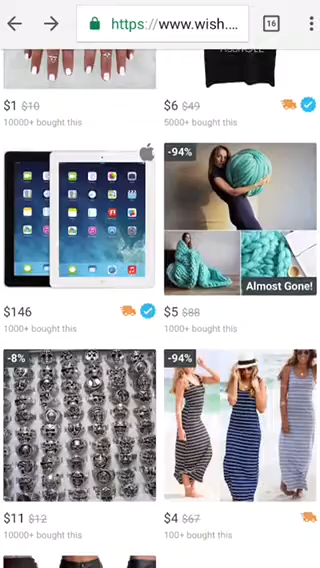 https://www.wish....
16
$1 $10
10000+ bought this
$6 $49
5000+ bought this
$146
1000+ bought this
-94%
Almost Gone!
$5 $88
1000+ bought this
-8%
$11 $12
10000+ bought this
-94%
$4 $67
100+ bought this